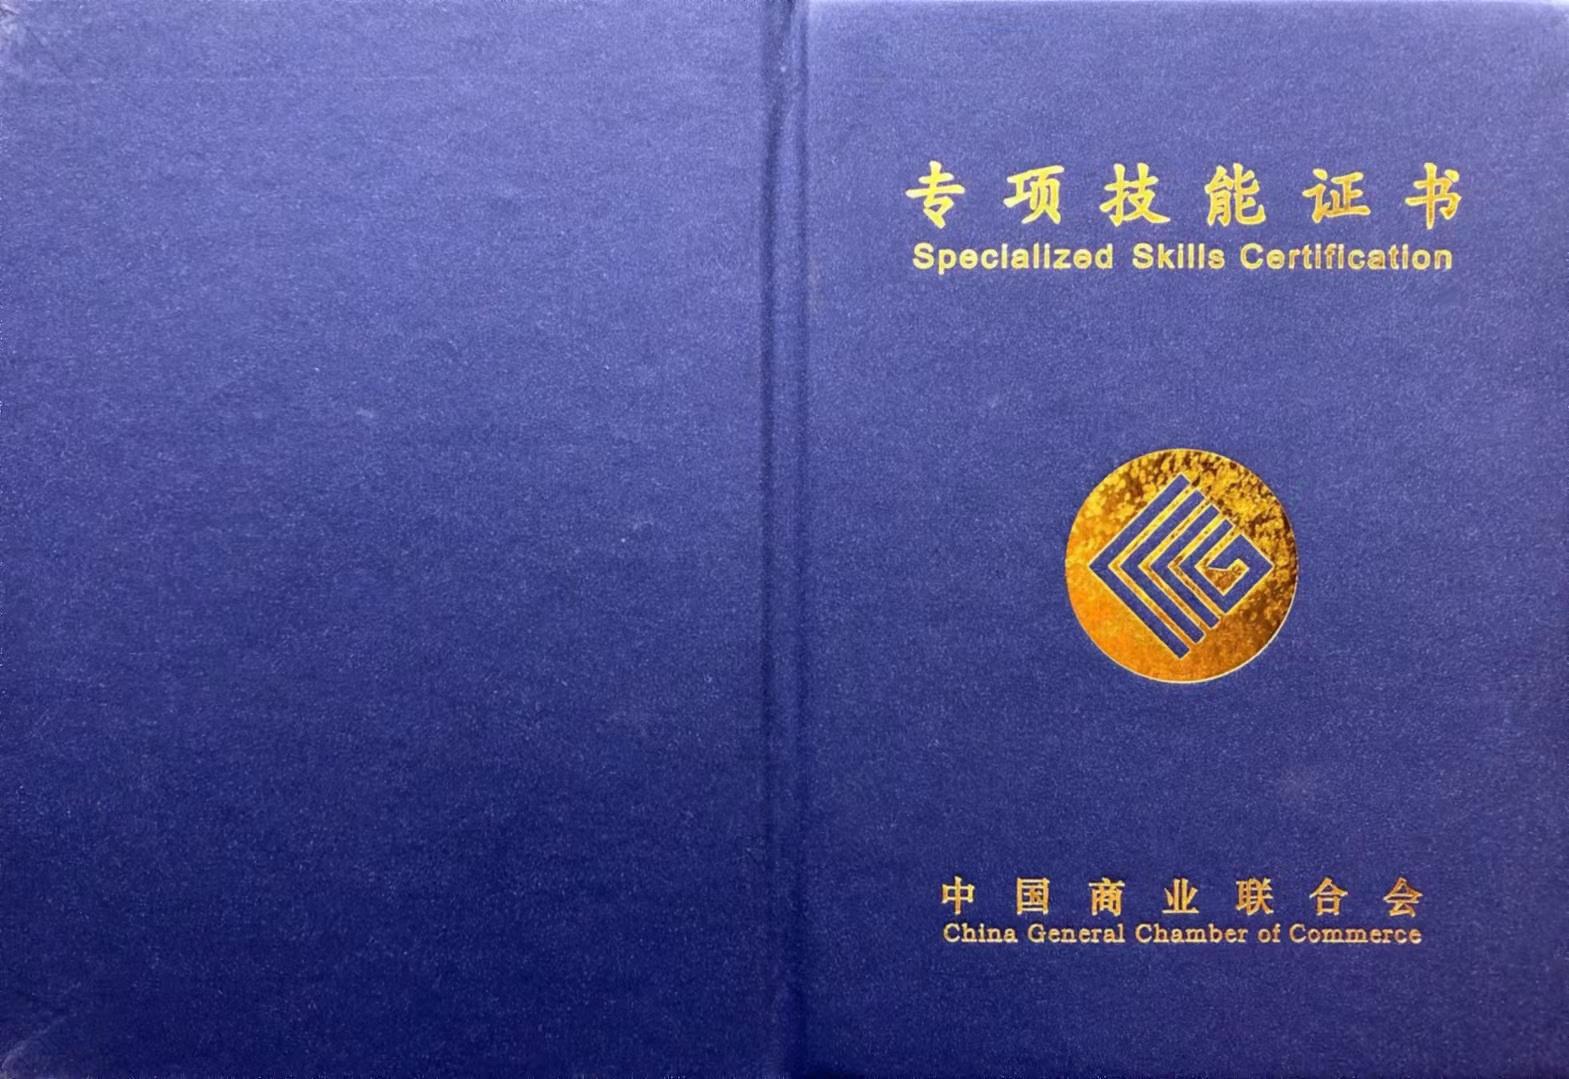 专项技能证书
Specialized Skills Certification
中国商业联合会
China General Chamber of Commerce